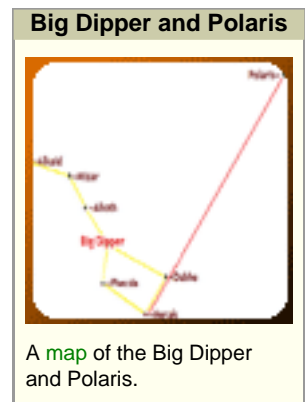 Big Dipper and Polaris
Polaris
Alkaid
Mizar
Alioth
Big Dipper
Dubhe
Phecda
Merak
A map of the Big Dipper
and Polaris.